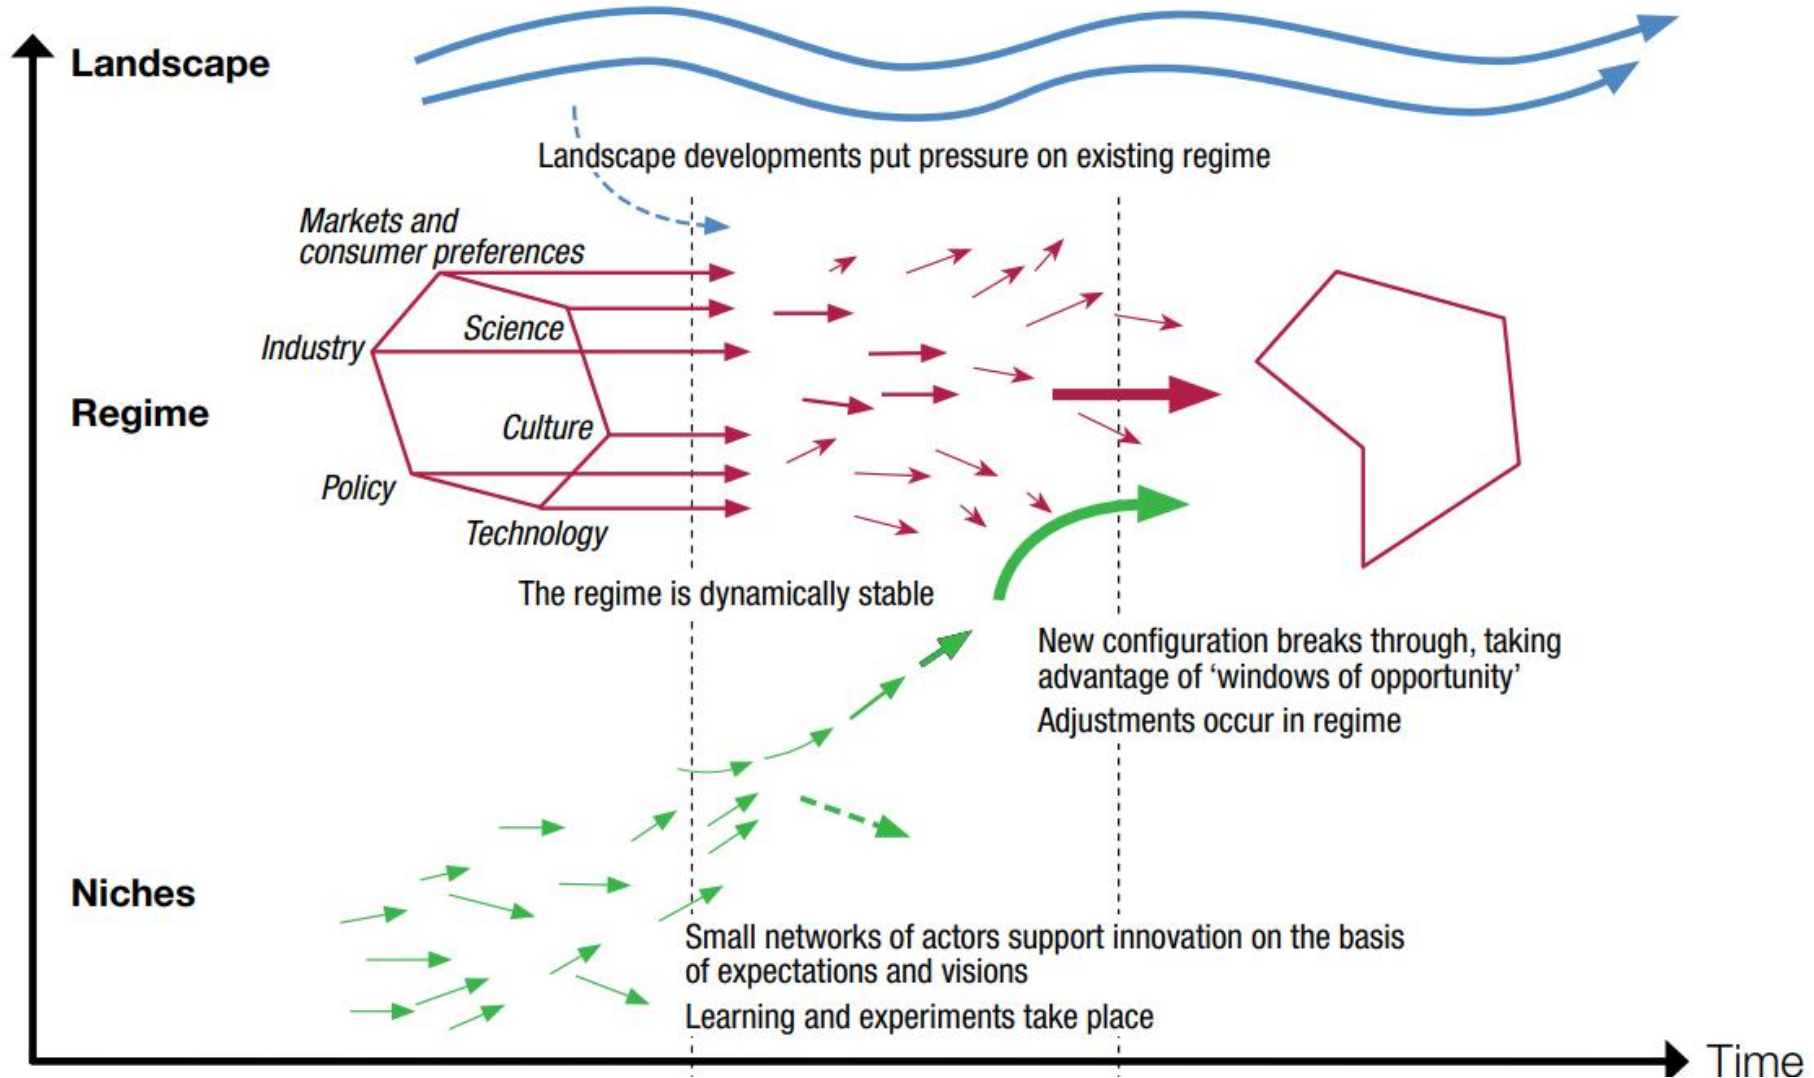 Landscape
Landscape developments put pressure on existing regime
Markets and
consumer preferences
Science
Industry
Regime
Culture
Policy
Technology
The regime is dynamically stable
New configuration breaks through, taking
advantage of ‘windows of opportunity’
Adjustments occur in regime
Niches
Small networks of actors support innovation on the basis
of expectations and visions
Learning and experiments take place
Time